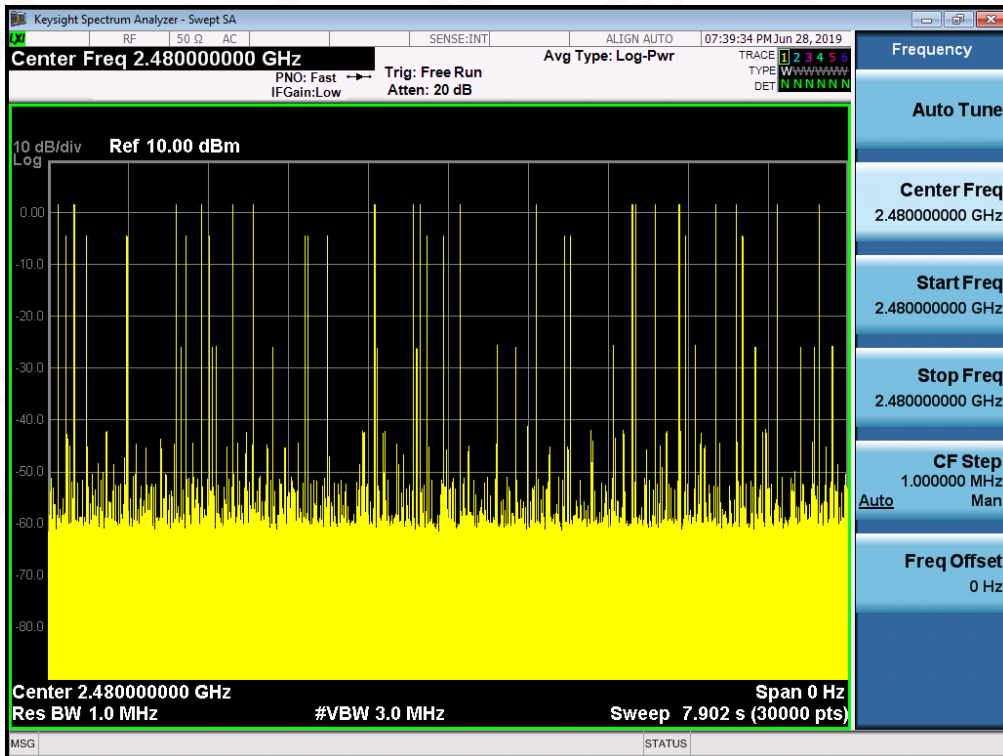 Keysight Spectrum Analyzer - Swept SA
LXI RF 50 Ω AC SENSE:INT ALIGN AUTO 07:39:34 PM Jun 28, 2019
Center Freq 2.480000000 GHz
PNO: Fast
IFGain:Low
Trig: Free Run
Atten: 20 dB
Avg Type: Log-Pwr
TRACE 1 2 3 4 5 6
TYPE WWWWWW
DET N N N N N N
10 dB/div Ref 10.00 dBm
Log
0.00
-10.0
-20.0
-30.0
-40.0
-50.0
-60.0
-70.0
-80.0
Center 2.480000000 GHz Span 0 Hz
Res BW 1.0 MHz #VBW 3.0 MHz Sweep 7.902 s (30000 pts)
MSG STATUS
Frequency
Auto Tune
Center Freq
2.480000000 GHz
Start Freq
2.480000000 GHz
Stop Freq
2.480000000 GHz
CF Step
1.000000 MHz
Auto Man
Freq Offset
0 Hz